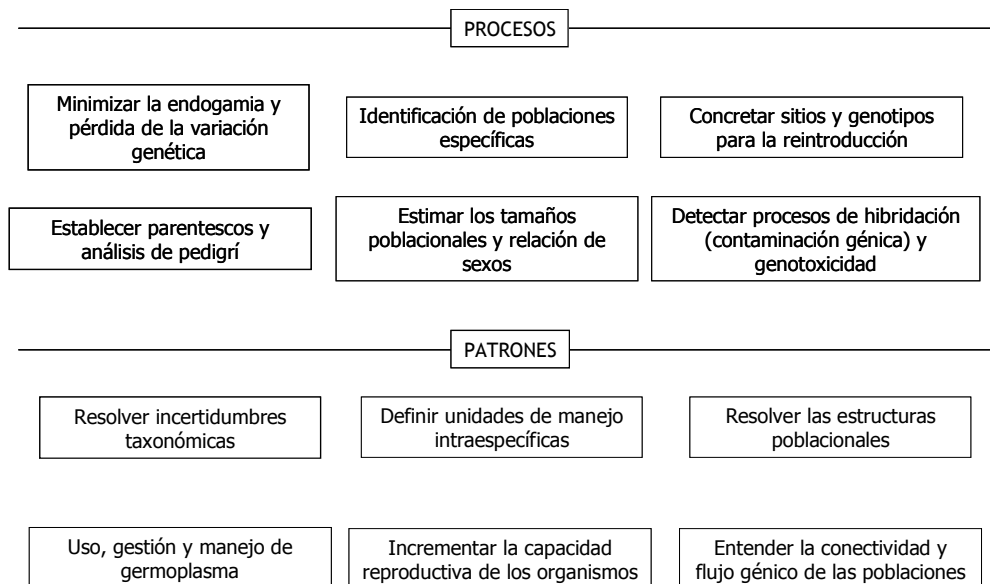 PROCESOS
Minimizar la endogamia y
pérdida de la variación
genética
Identificación de poblaciones
específicas
Concretar sitios y genotipos
para la reintroducción
Establecer parentescos y
análisis de pedigrí
Estimar los tamaños
poblacionales y relación de
sexos
Detectar procesos de hibridación
(contaminación génica) y
genotoxicidad
PATRONES
Resolver incertidumbres
taxonómicas
Definir unidades de manejo
intraespecíficas
Resolver las estructuras
poblacionales
Uso, gestión y manejo de
germoplasma
Incrementar la capacidad
reproductiva de los organismos
Entender la conectividad y
flujo génico de las poblaciones